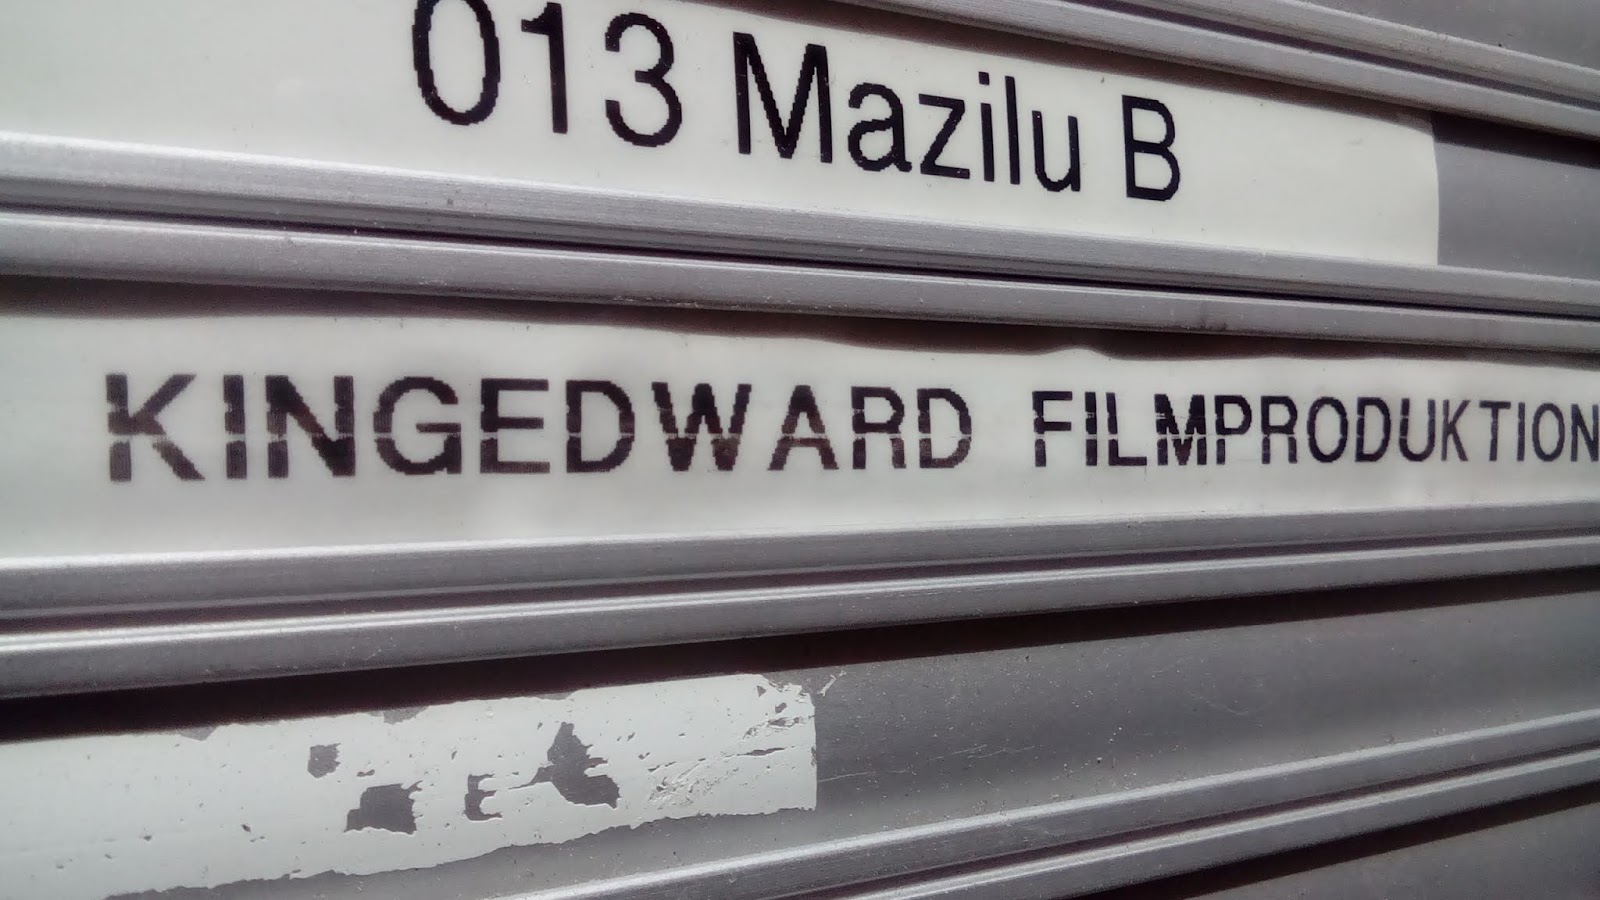 013 Mazilu B
KINGEDWARD FILMPRODUKTION